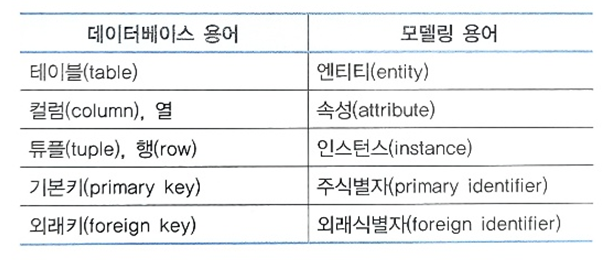 데이터베이스 용어 모델링 용어
테이블(table) 엔티티(entity)
컬럼(column), 열 속성(attribute)
튜플(tuple), 행(row) 인스턴스(instance)
기본키(primary key) 주식별자(primary identifier)
외래키(foreign key) 외래식별자(foreign identifier)